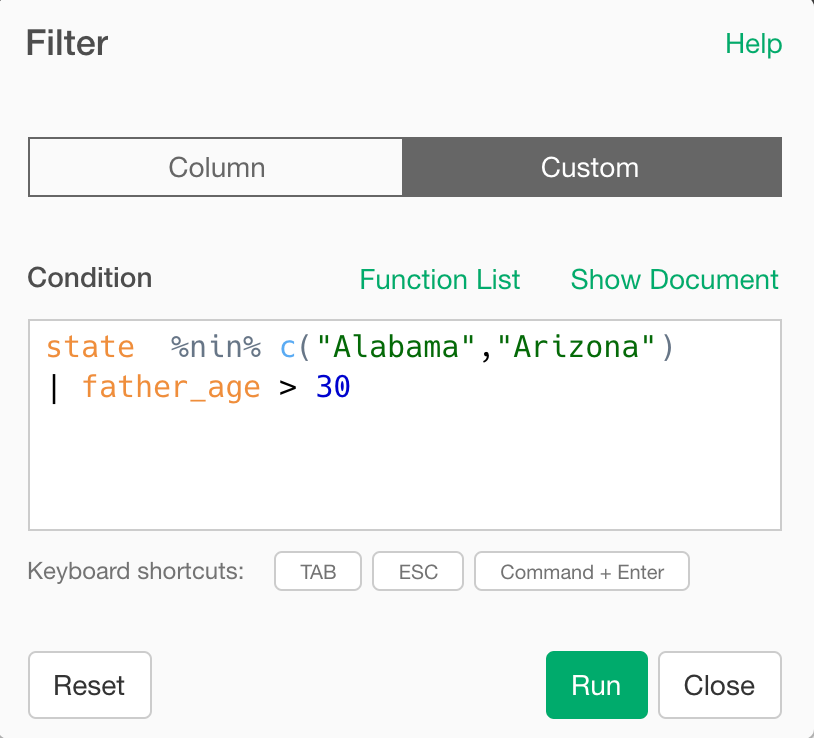 Filter Help
Column Custom
Condition Function List Show Document
state  %nin% c("Alabama","Arizona")
| father_age > 30
Keyboard shortcuts: TAB ESC Command + Enter
Reset Run Close